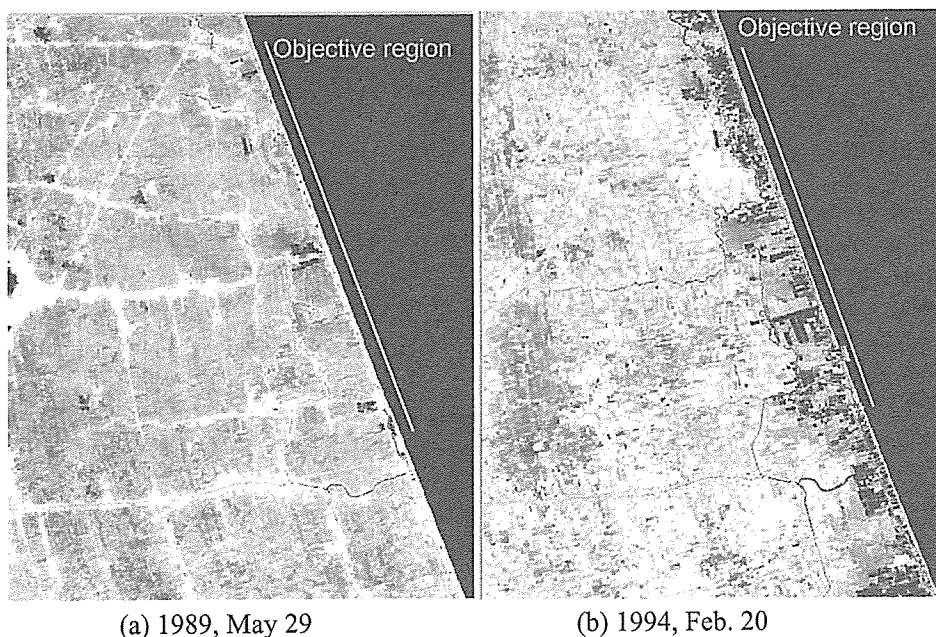 Objective region
Objective region
(a) 1989, May 29
(b) 1994, Feb. 20